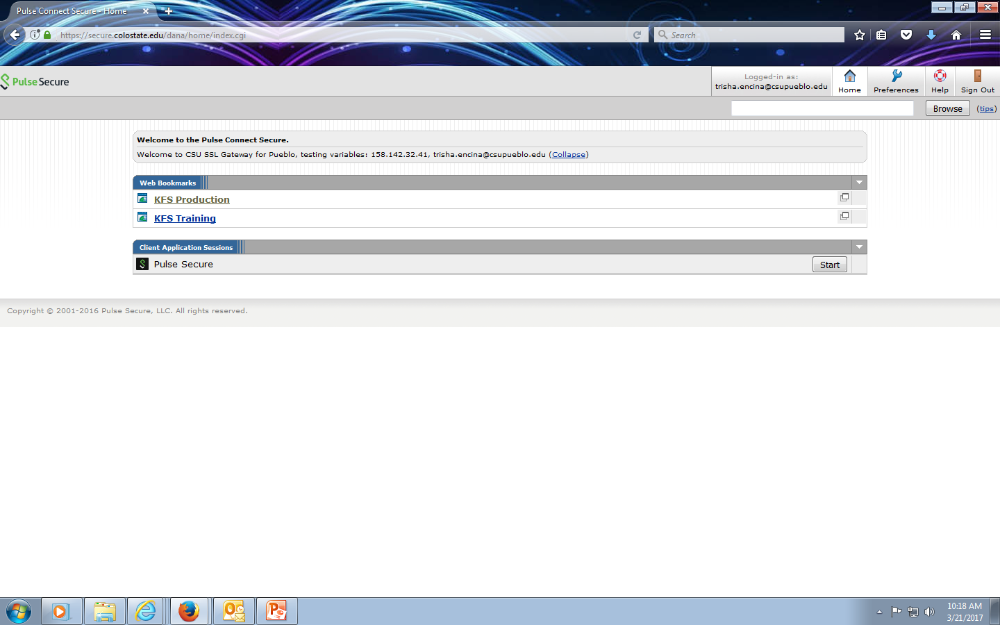 Pulse Connect Secure - Home
https://secure.colostate.edu/dana/home/index.cgi
Search
Pulse Secure
Logged-in as:
trisha.encina@csupueblo.edu
Home
Preferences
Help
Sign Out
Browse
(tips)
Welcome to the Pulse Connect Secure.
Welcome to CSU SSL Gateway for Pueblo, testing variables: 158.142.32.41, trisha.encina@csupueblo.edu (Collapse)
Web Bookmarks
KFS Production
KFS Training
Client Application Sessions
Pulse Secure
Start
Copyright © 2001-2016 Pulse Secure, LLC. All rights reserved.
10:18 AM
3/21/2017